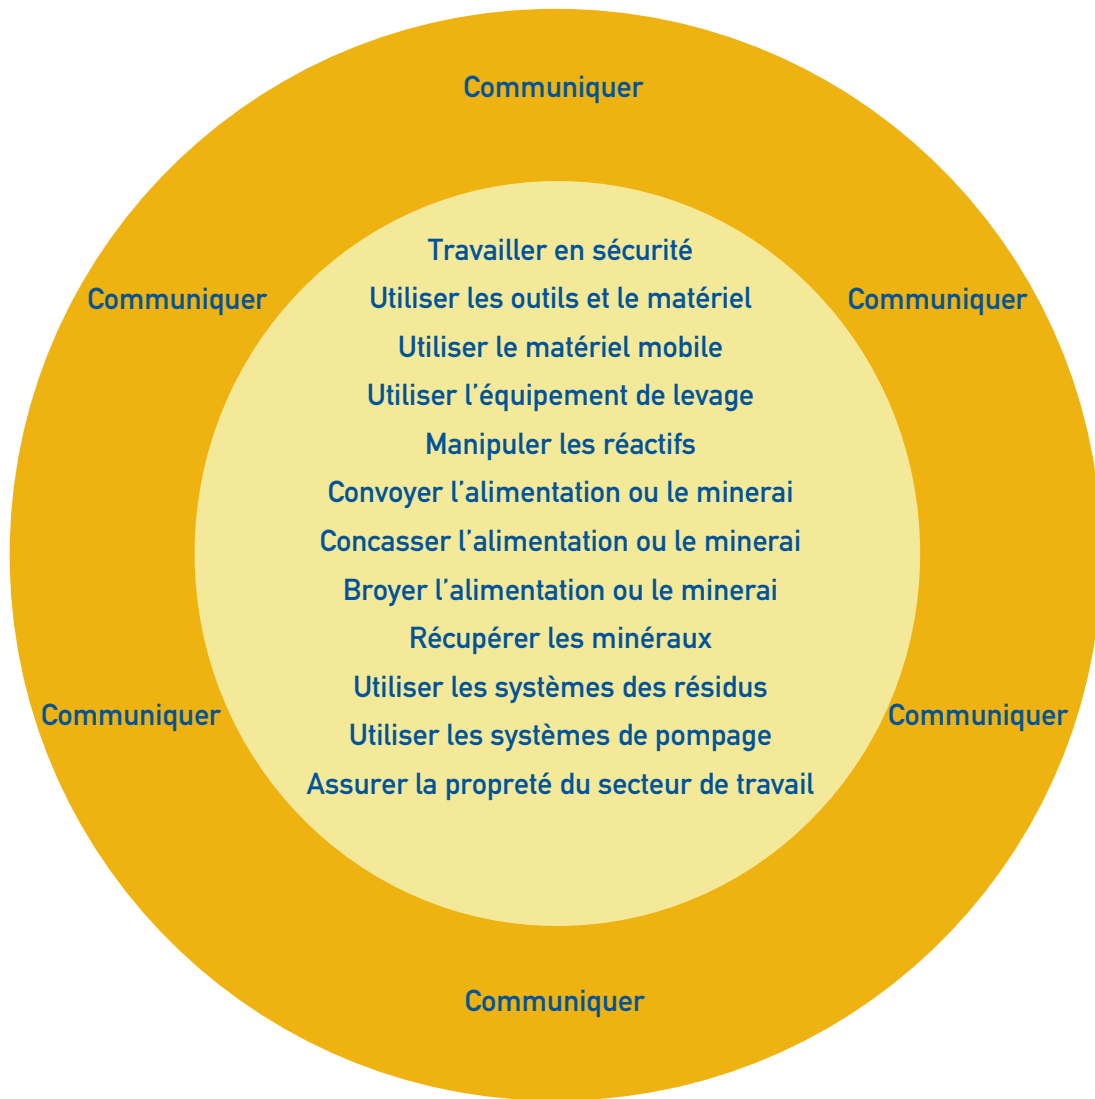 Communiquer
Travailler en sécurité
Communiquer
Utiliser les outils et le matériel
Communiquer
Utiliser le matériel mobile
Utiliser l’équipement de levage
Manipuler les réactifs
Convoyer l’alimentation ou le minerai
Concasser l’alimentation ou le minerai
Broyer l’alimentation ou le minerai
Récupérer les minéraux
Utiliser les systèmes des résidus
Communiquer
Communiquer
Utiliser les systèmes de pompage
Assurer la propreté du secteur de travail
Communiquer